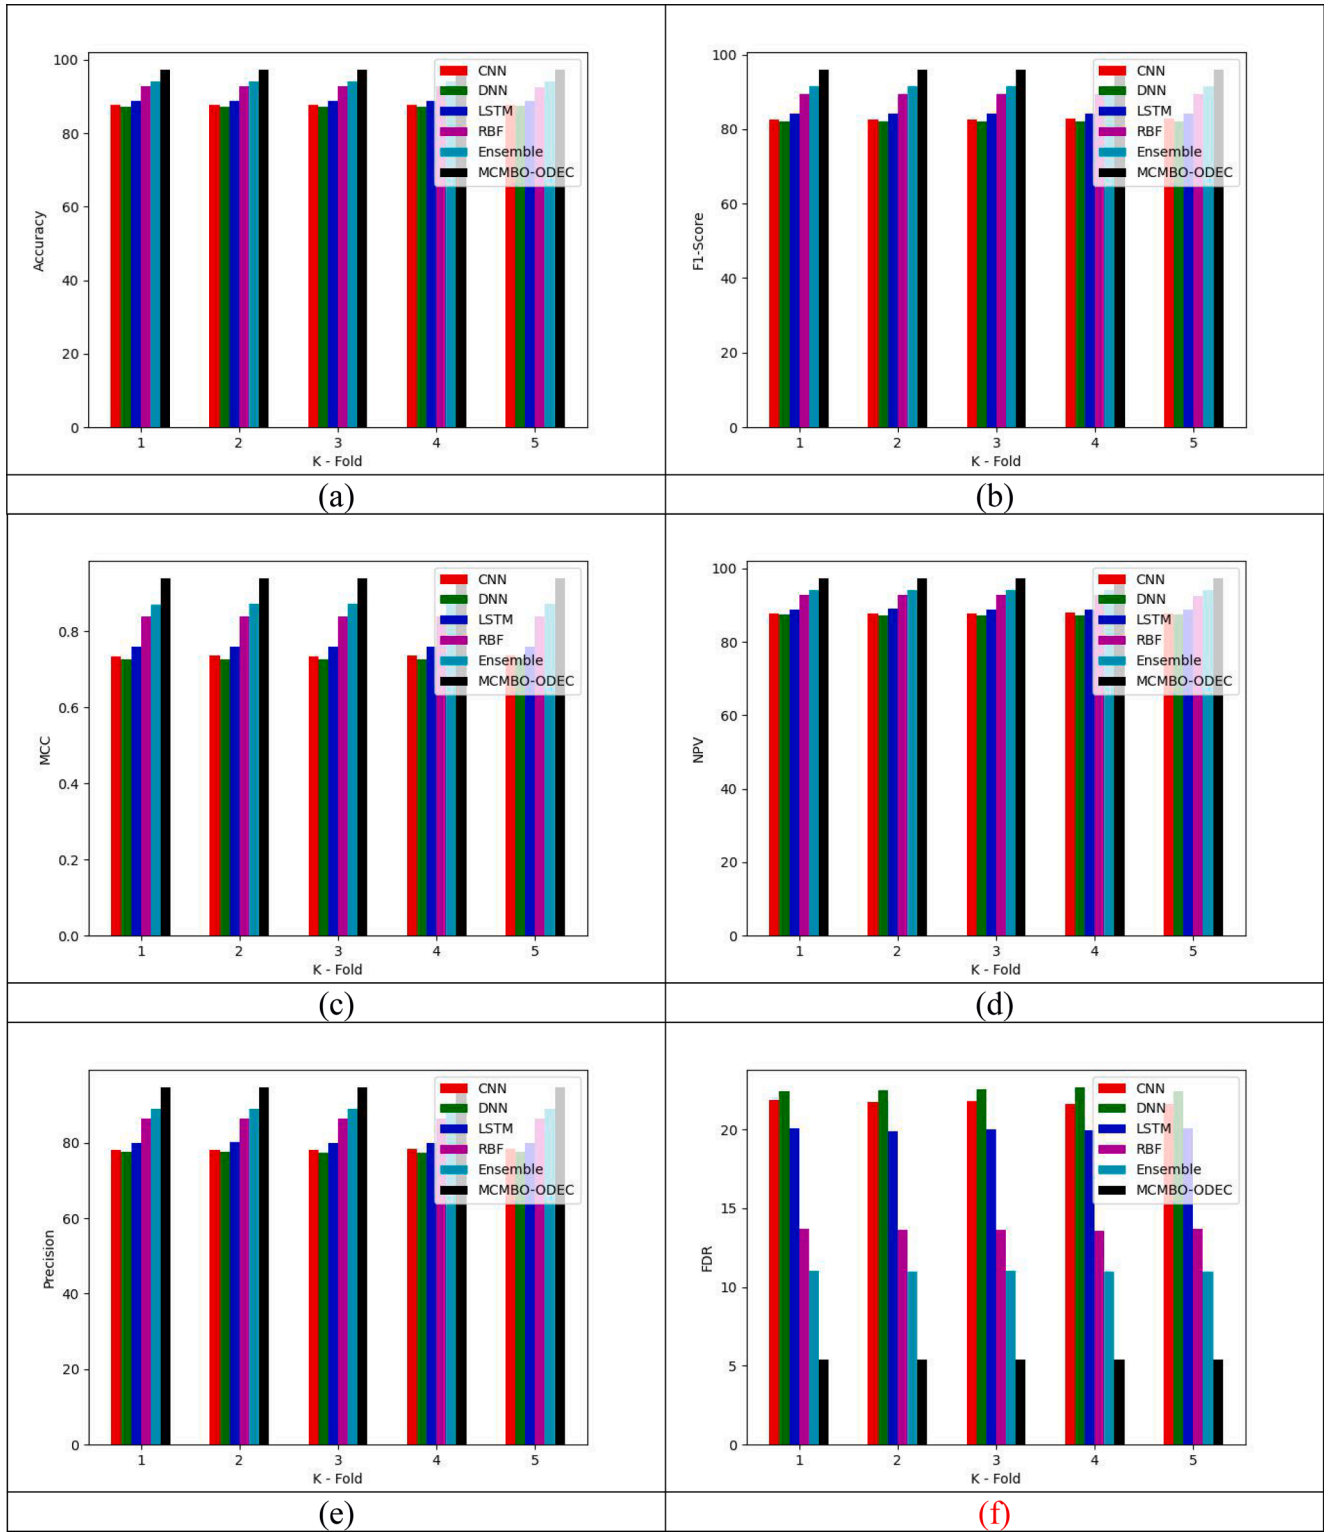 100
80
60
40
20
0
Accuracy
CNN
DNN
LSTM
RBF
Ensemble
MCMBO-ODEC
1 2 3 4 5
K - Fold
(a)
100
80
60
40
20
0
F1-Score
CNN
DNN
LSTM
RBF
Ensemble
MCMBO-ODEC
1 2 3 4 5
K - Fold
(b)
0.8
0.6
0.4
0.2
0.0
MCC
CNN
DNN
LSTM
RBF
Ensemble
MCMBO-ODEC
1 2 3 4 5
K - Fold
(c)
100
80
60
40
20
0
NPV
CNN
DNN
LSTM
RBF
Ensemble
MCMBO-ODEC
1 2 3 4 5
K - Fold
(d)
80
60
40
20
0
Precision
CNN
DNN
LSTM
RBF
Ensemble
MCMBO-ODEC
1 2 3 4 5
K - Fold
(e)
20
15
10
5
0
FDR
CNN
DNN
LSTM
RBF
Ensemble
MCMBO-ODEC
1 2 3 4 5
K - Fold
(f)